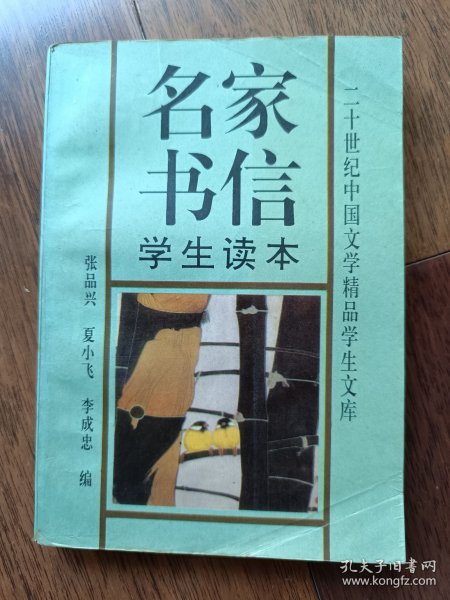 名家
书信
学生读本
二十世纪中国文学精品学生文库
张品兴 夏小飞 李成忠 编
孔夫子旧书网
www.kongfz.com